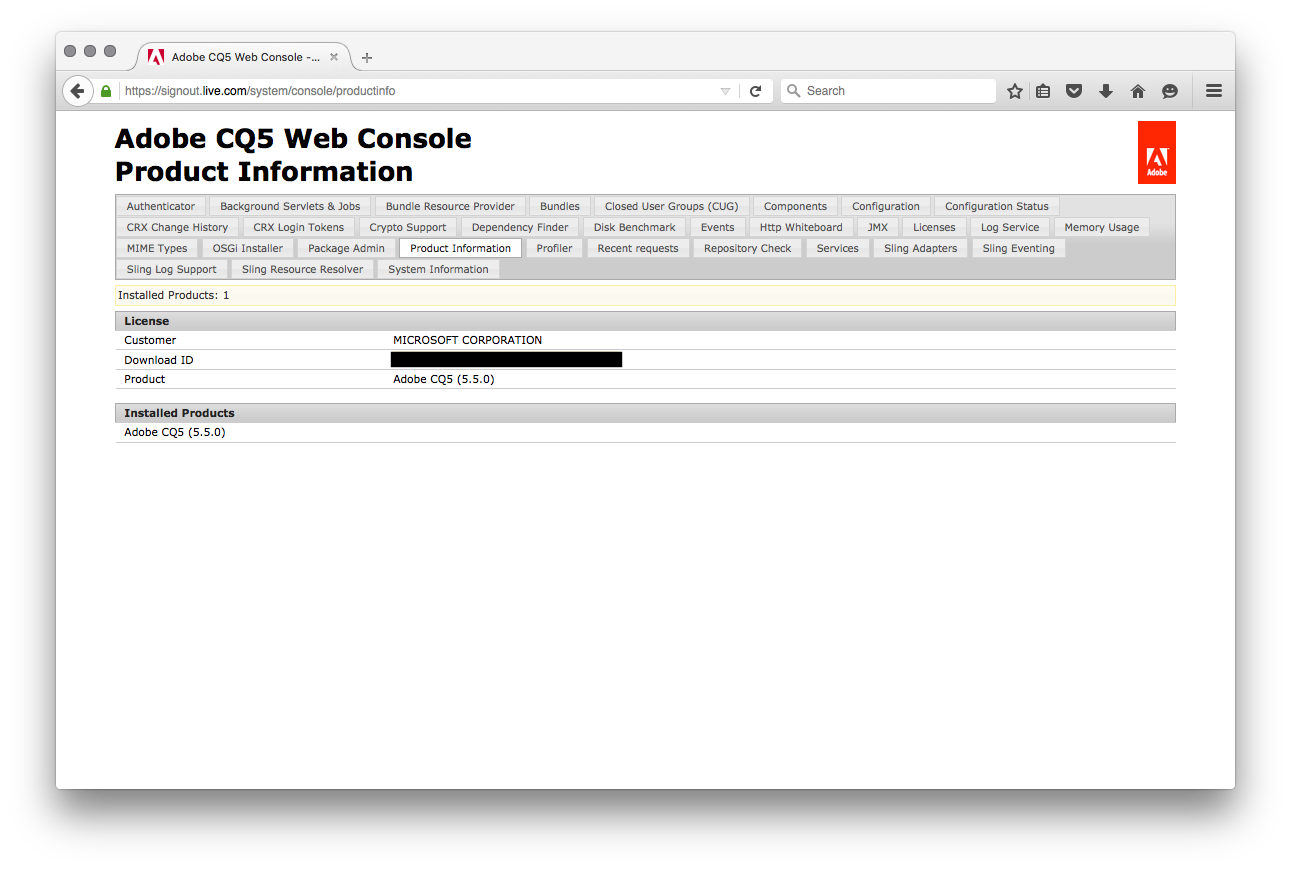 Adobe CQ5 Web Console -...
https://signout.live.com/system/console/productinfo
Search
Adobe CQ5 Web Console
Product Information
Adobe
Authenticator Background Servlets & Jobs Bundle Resource Provider Bundles Closed User Groups (CUG) Components Configuration Configuration Status
CRX Change History CRX Login Tokens Crypto Support Dependency Finder Disk Benchmark Events Http Whiteboard JMX Licenses Log Service Memory Usage
MIME Types OSGi Installer Package Admin Product Information Profiler Recent requests Repository Check Services Sling Adapters Sling Eventing
Sling Log Support Sling Resource Resolver System Information
Installed Products: 1
License
Customer MICROSOFT CORPORATION
Download ID
Product Adobe CQ5 (5.5.0)
Installed Products
Adobe CQ5 (5.5.0)